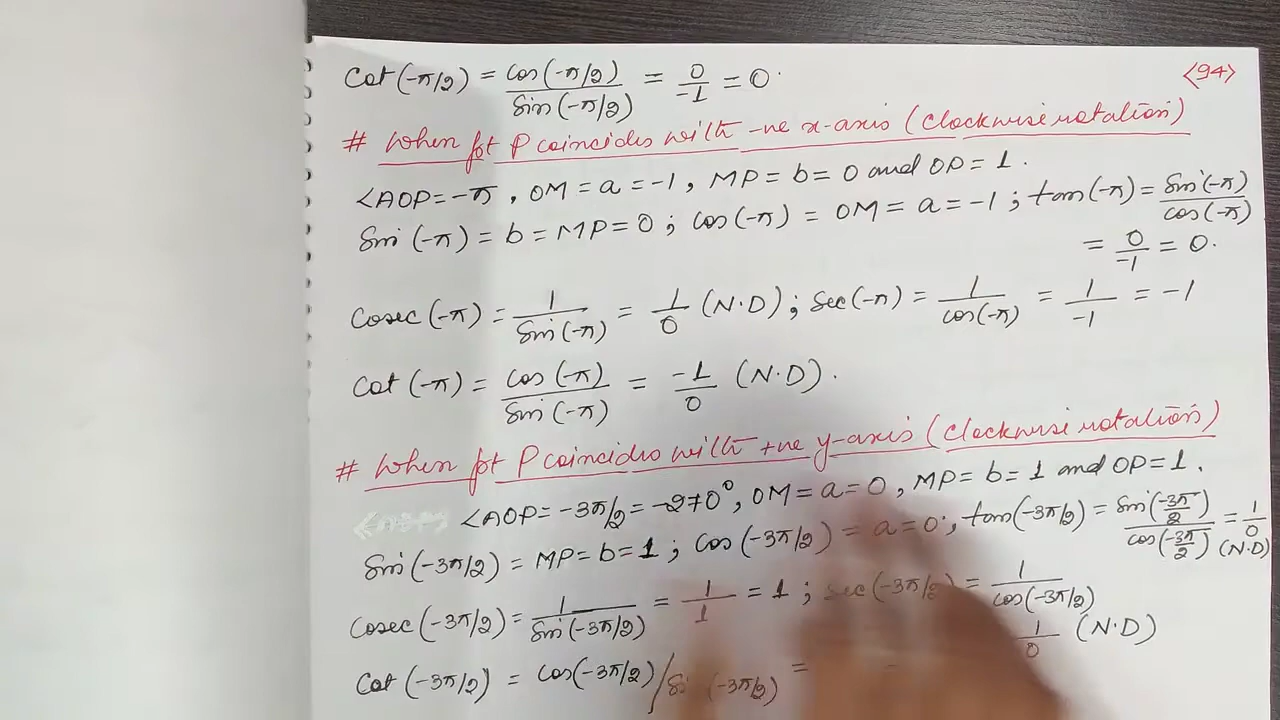 <94>
Cot(-π/2) = cos(-π/2)/Sin(-π/2) = 0/-1 = 0.
# When pt P coincides with -ve x-axis (Clockwise rotation)
∠AOP=-π, OM=a=-1, MP=b=0 and OP=1.
Sin(-π) = b = MP=0 ; cos(-π) = OM = a = -1 ; tan(-π) = Sin(-π)/cos(-π)
= 0/-1 = 0.
Cosec(-π) = 1/Sin(-π) = 1/0 (N.D) ; Sec(-π) = 1/cos(-π) = 1/-1 = -1
Cot(-π) = cos(-π)/Sin(-π) = -1/0 (N.D).
# When pt P coincides with +ve y-axis (Clockwise rotation)
∠AOP=-3π/2 = -270°, OM=a=0, MP=b=1 and OP=1.
Sin(-3π/2) = MP=b=1 ; cos(-3π/2) = a=0 ; tan(-3π/2) = Sin(-3π/2)/cos(-3π/2) = 1/0 (N.D)
Cosec(-3π/2) = 1/Sin(-3π/2) = 1/1 = 1 ; Sec(-3π/2) = 1/cos(-3π/2)
1/0 (N.D)
Cot(-3π/2) = cos(-3π/2)/Sin(-3π/2) =